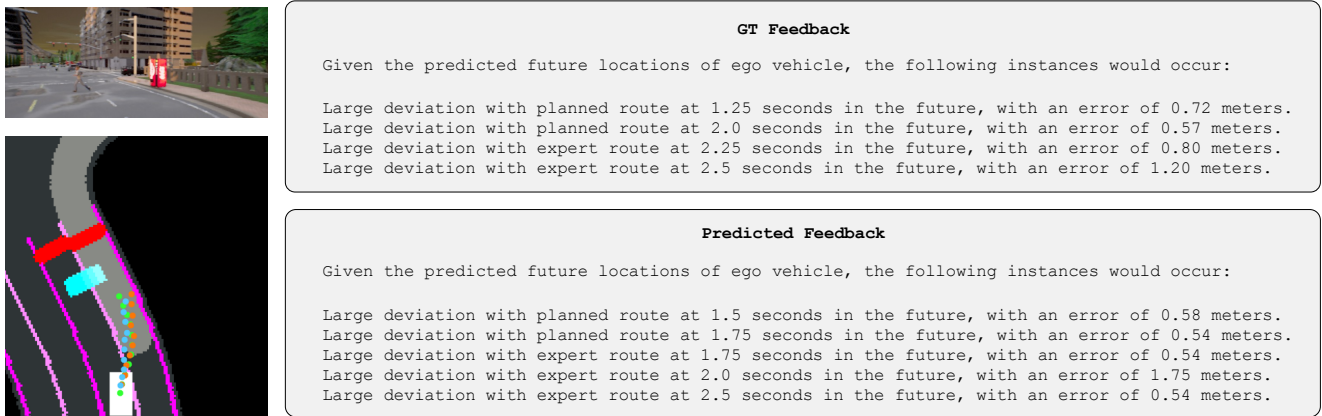 GT Feedback
Given the predicted future locations of ego vehicle, the following instances would occur:
Large deviation with planned route at 1.25 seconds in the future, with an error of 0.72 meters.
Large deviation with planned route at 2.0 seconds in the future, with an error of 0.57 meters.
Large deviation with expert route at 2.25 seconds in the future, with an error of 0.80 meters.
Large deviation with expert route at 2.5 seconds in the future, with an error of 1.20 meters.
Predicted Feedback
Given the predicted future locations of ego vehicle, the following instances would occur:
Large deviation with planned route at 1.5 seconds in the future, with an error of 0.58 meters.
Large deviation with planned route at 1.75 seconds in the future, with an error of 0.54 meters.
Large deviation with expert route at 1.75 seconds in the future, with an error of 0.54 meters.
Large deviation with expert route at 2.0 seconds in the future, with an error of 1.75 meters.
Large deviation with expert route at 2.5 seconds in the future, with an error of 0.54 meters.